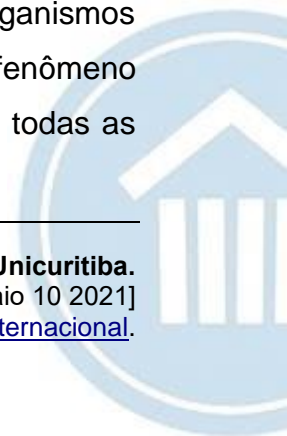 ganismos
fenômeno
todas as
Unicuritiba.
aio 10 2021]
ternacional.